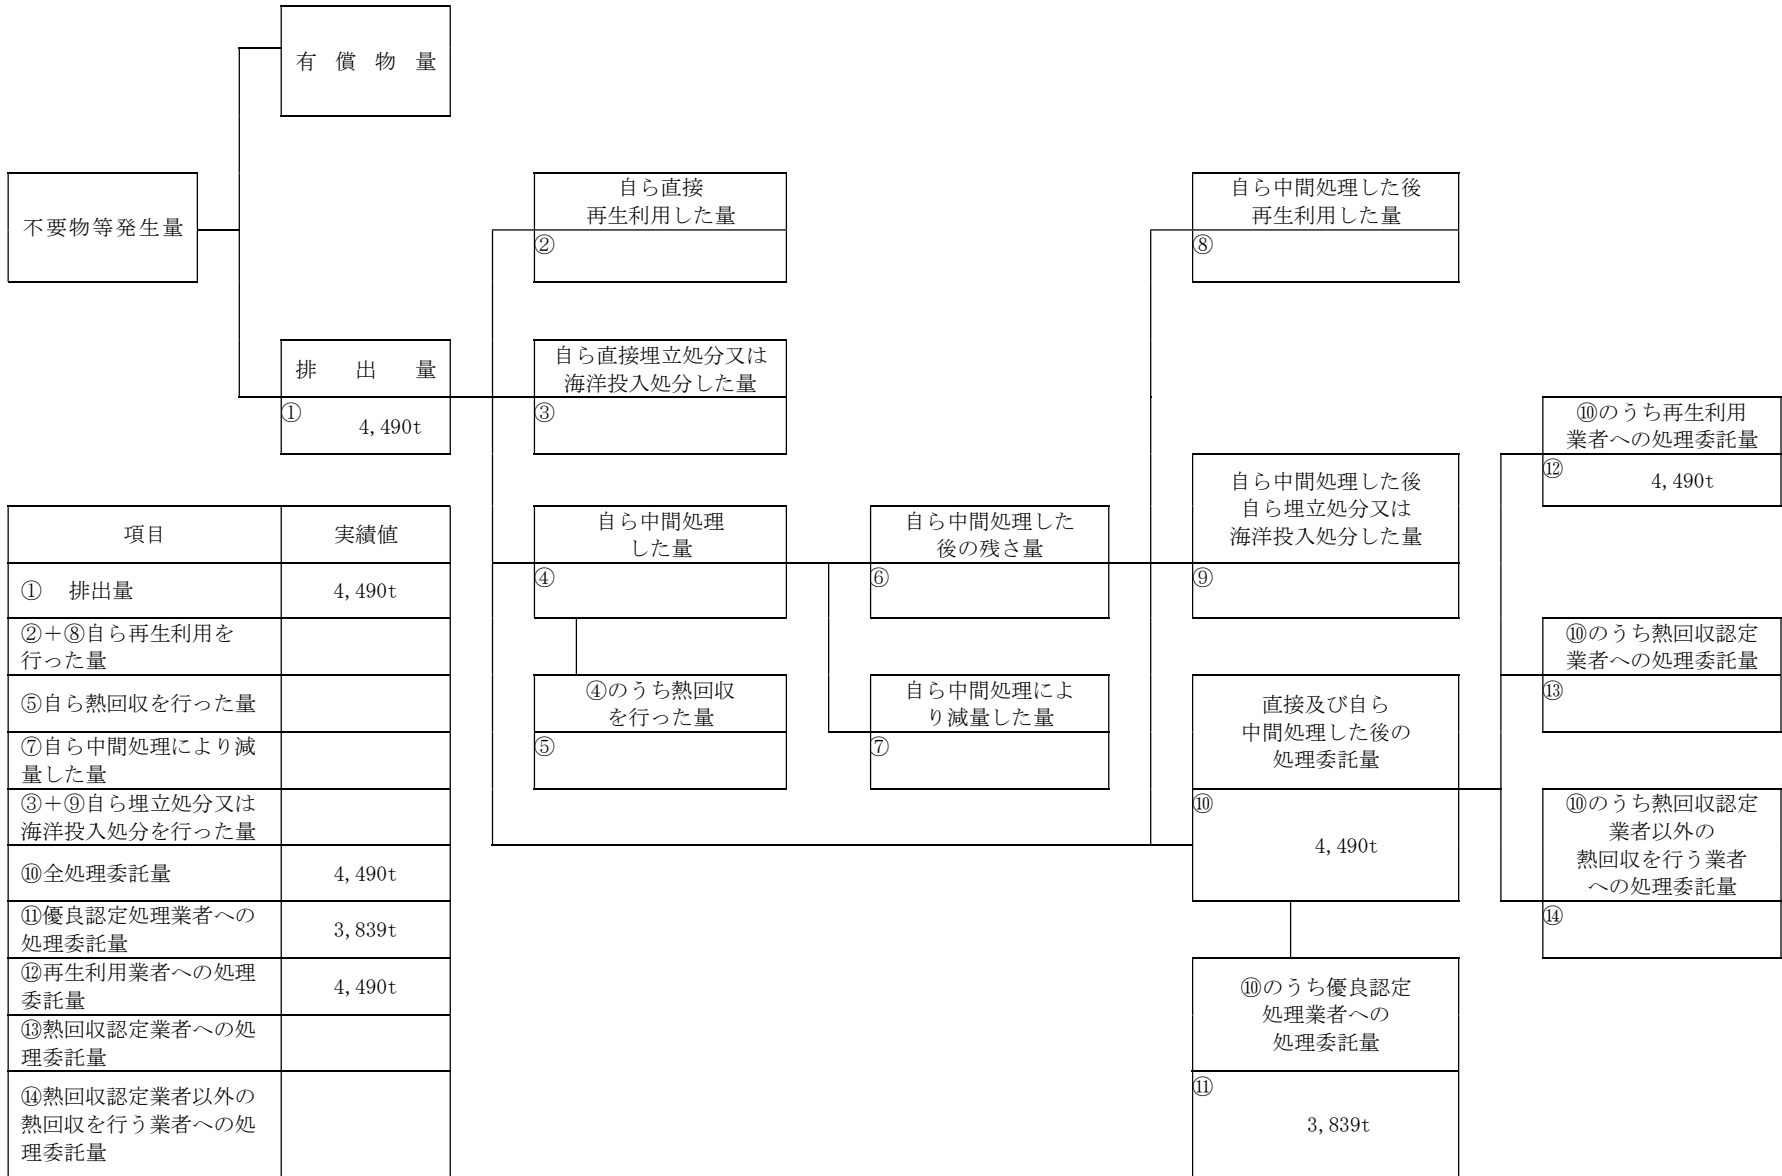 有償物量
不要物等発生量
排出量
①
4,490t
自ら直接
再生利用した量
②
自ら直接埋立処分又は
海洋投入処分した量
③
自ら中間処理
した量
④
④のうち熱回収
を行った量
⑤
自ら中間処理した
後の残さ量
⑥
自ら中間処理によ
り減量した量
⑦
自ら中間処理した後
再生利用した量
⑧
自ら中間処理した後
自ら埋立処分又は
海洋投入処分した量
⑨
直接及び自ら
中間処理した後の
処理委託量
⑩
4,490t
⑩のうち優良認定
処理業者への
処理委託量
⑪
3,839t
⑩のうち再生利用
業者への処理委託量
⑫
4,490t
⑩のうち熱回収認定
業者への処理委託量
⑬
⑩のうち熱回収認定
業者以外の
熱回収を行う業者
への処理委託量
⑭
項目 実績値
① 排出量 4,490t
②+⑧自ら再生利用を
行った量
⑤自ら熱回収を行った量
⑦自ら中間処理により減
量した量
③+⑨自ら埋立処分又は
海洋投入処分を行った量
⑩全処理委託量 4,490t
⑪優良認定処理業者への
処理委託量
3,839t
⑫再生利用業者への処理
委託量
4,490t
⑬熱回収認定業者への処
理委託量
⑭熱回収認定業者以外の
熱回収を行う業者への処
理委託量